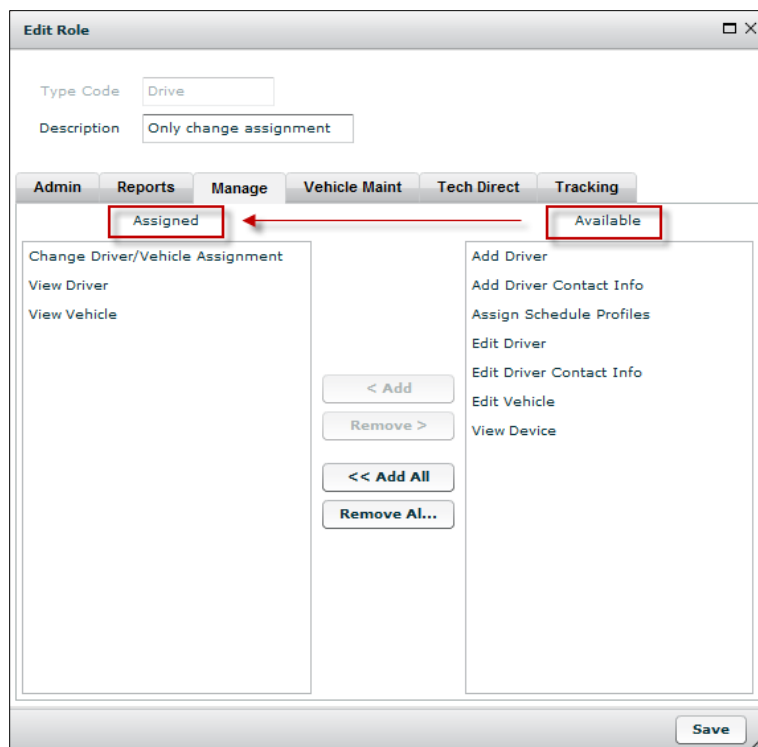 Edit Role
Type Code Drive
Description Only change assignment
Admin Reports Manage Vehicle Maint Tech Direct Tracking
Assigned Available
Change Driver/Vehicle Assignment
View Driver
View Vehicle
< Add
Remove >
<< Add All
Remove Al...
Add Driver
Add Driver Contact Info
Assign Schedule Profiles
Edit Driver
Edit Driver Contact Info
Edit Vehicle
View Device
Save